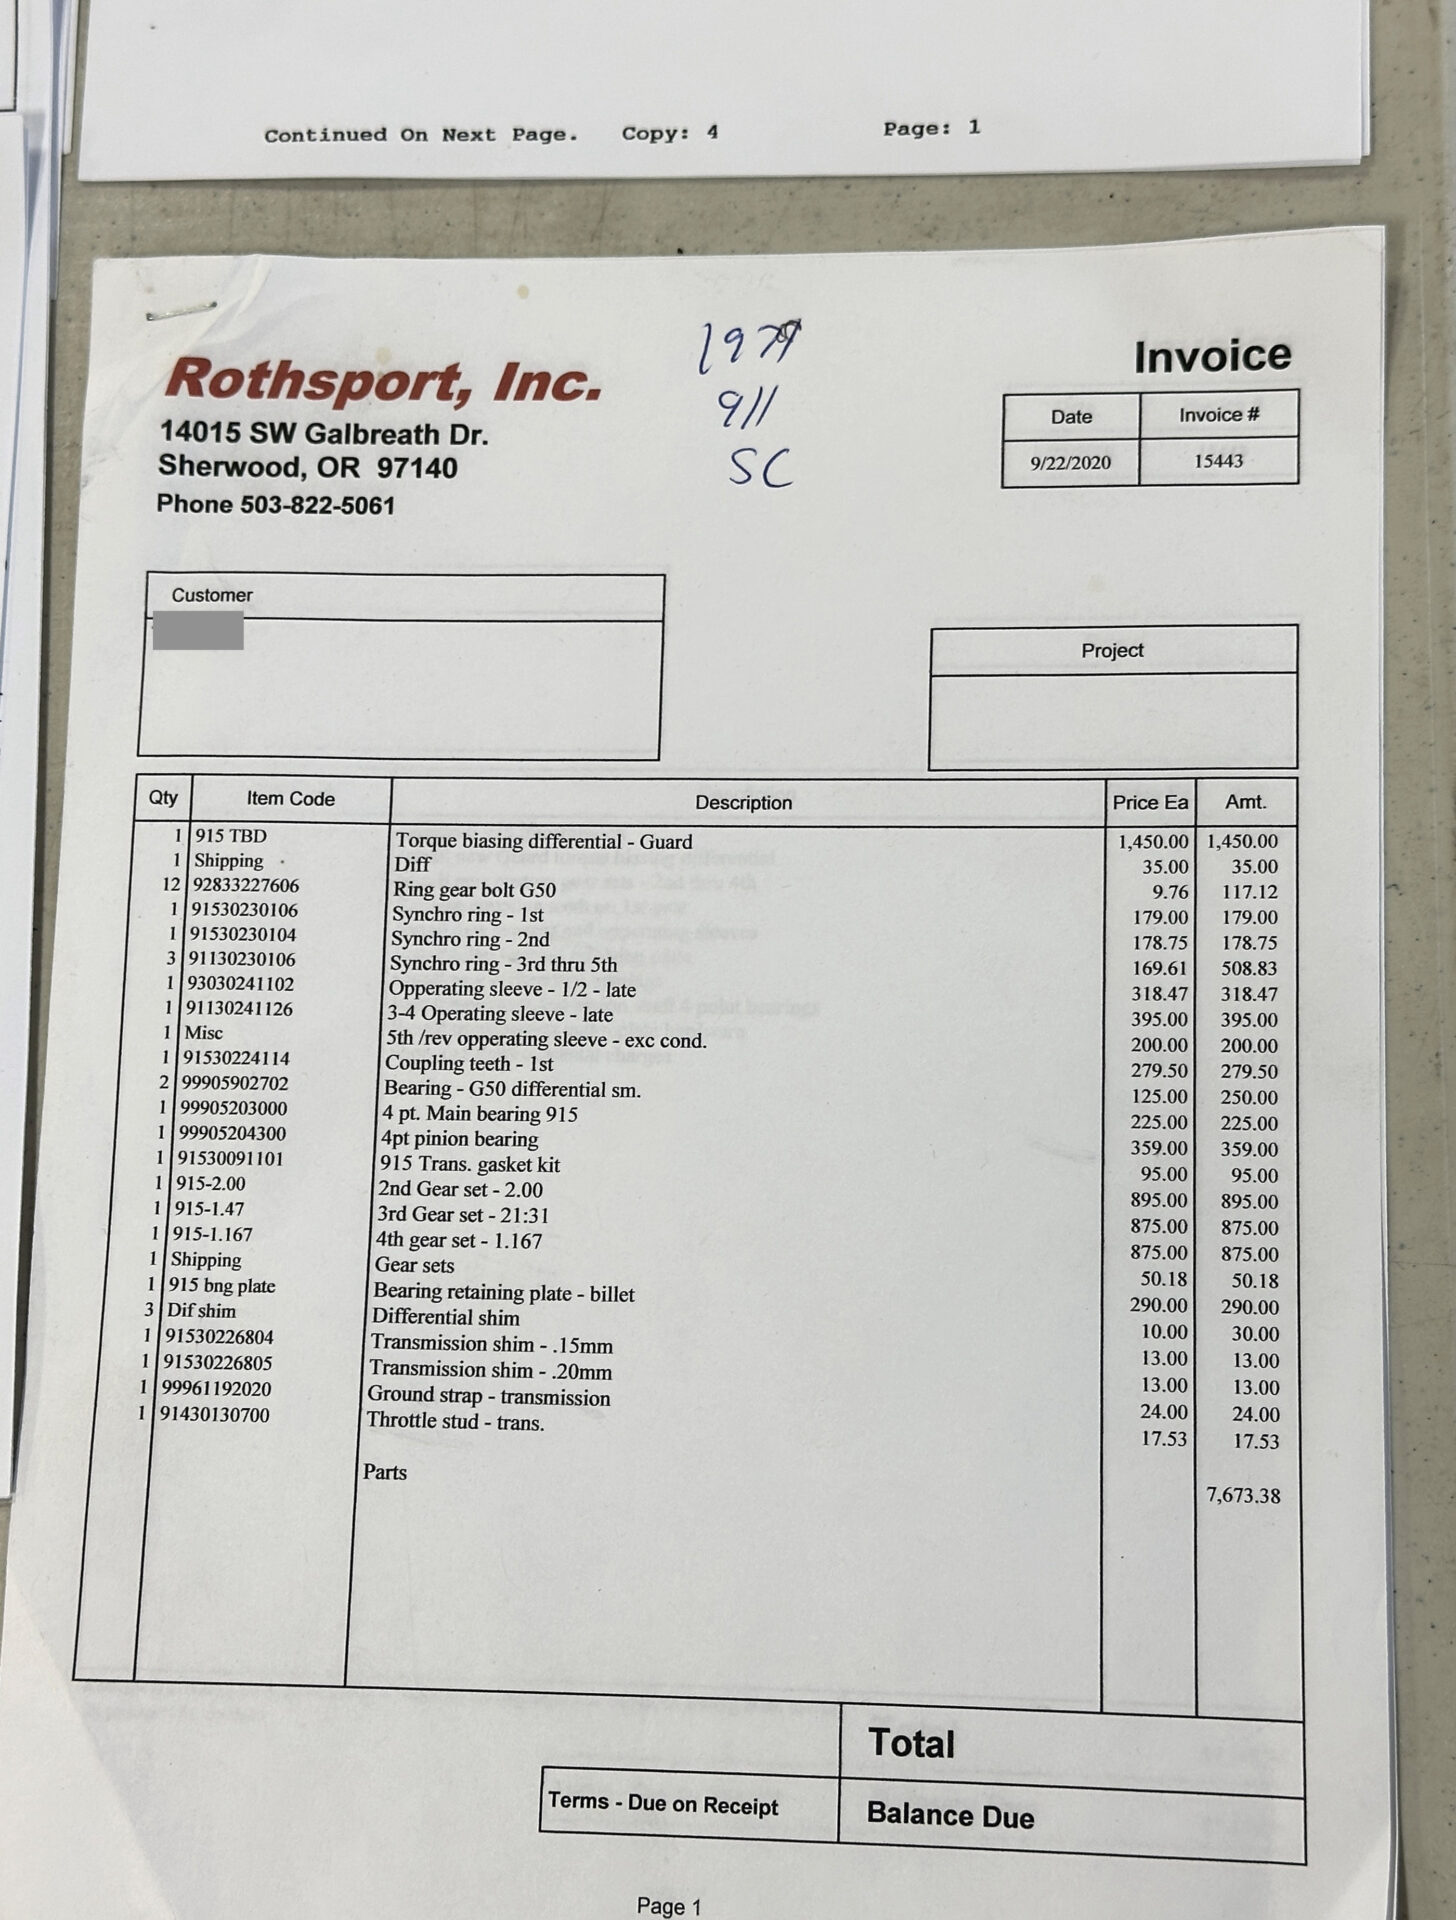 Continued On Next Page. Copy: 4 Page: 1
1979
911
SC
Invoice
Rothsport, Inc.
14015 SW Galbreath Dr.
Sherwood, OR 97140
Phone 503-822-5061
Date Invoice #
9/22/2020 15443
Customer
Project
Qty Item Code Description Price Ea Amt.
1 915 TBD Torque biasing differential - Guard 1,450.00 1,450.00
1 Shipping Diff 35.00 35.00
12 92833227606 Ring gear bolt G50 9.76 117.12
1 91530230106 Synchro ring - 1st 179.00 179.00
1 91530230104 Synchro ring - 2nd 178.75 178.75
3 91130230106 Synchro ring - 3rd thru 5th 169.61 508.83
1 93030241102 Opperating sleeve - 1/2 - late 318.47 318.47
1 91130241126 3-4 Operating sleeve - late 395.00 395.00
1 Misc 5th /rev opperating sleeve - exc cond. 200.00 200.00
1 91530224114 Coupling teeth - 1st 279.50 279.50
2 99905902702 Bearing - G50 differential sm. 125.00 250.00
1 99905203000 4 pt. Main bearing 915 225.00 225.00
1 99905204300 4pt pinion bearing 359.00 359.00
1 91530091101 915 Trans. gasket kit 95.00 95.00
1 915-2.00 2nd Gear set - 2.00 895.00 895.00
1 915-1.47 3rd Gear set - 21:31 875.00 875.00
1 915-1.167 4th gear set - 1.167 875.00 875.00
1 Shipping Gear sets 50.18 50.18
1 915 bng plate Bearing retaining plate - billet 290.00 290.00
3 Dif shim Differential shim 10.00 30.00
1 91530226804 Transmission shim - .15mm 13.00 13.00
1 91530226805 Transmission shim - .20mm 13.00 13.00
1 99961192020 Ground strap - transmission 24.00 24.00
1 91430130700 Throttle stud - trans. 17.53 17.53
Parts 7,673.38
Total
Terms - Due on Receipt
Balance Due
Page 1